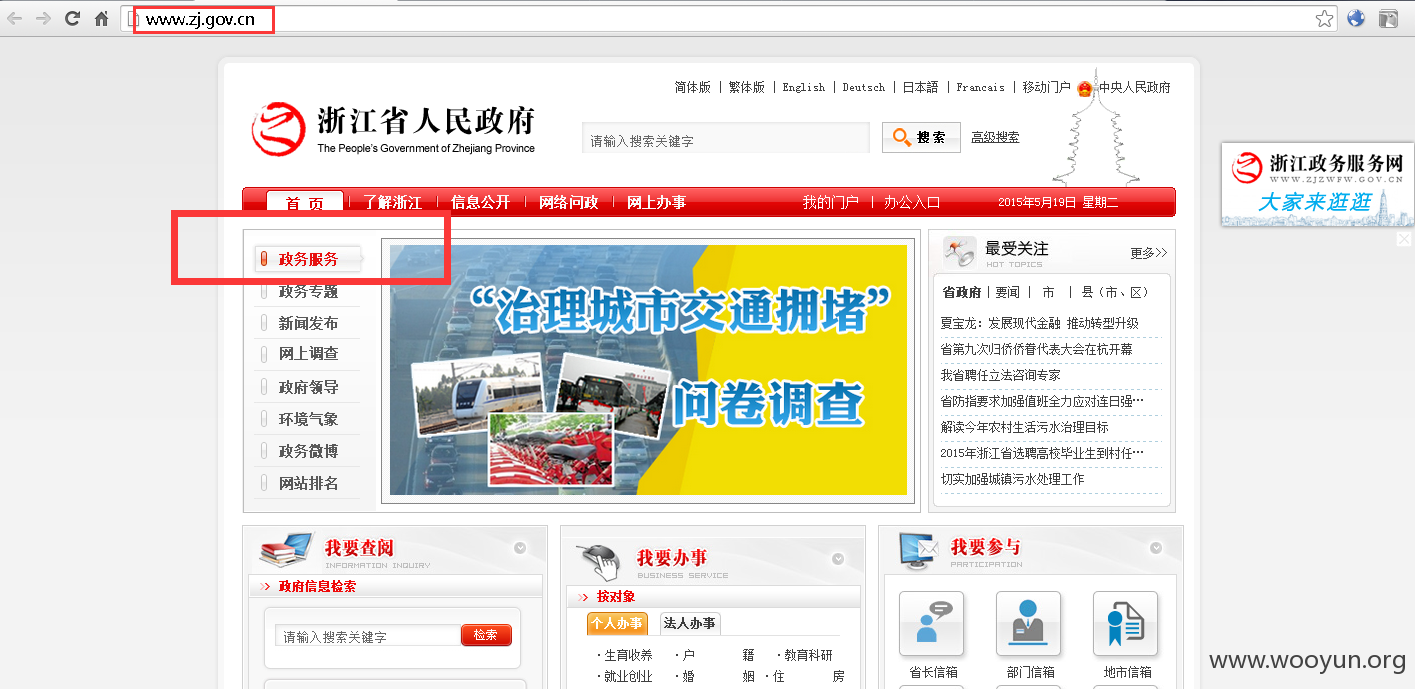 www.zj.gov.cn
简体版 | 繁体版 | English | Deutsch | 日本語 | Francais | 移动门户 中央人民政府
浙江省人民政府
The People's Government of Zhejiang Province
请输入搜索关键字
搜索
高级搜索
浙江政务服务网
WWW.ZJZWFW.GOV.CN
大家来逛逛
首 页 | 了解浙江 | 信息公开 | 网络问政 | 网上办事
我的门户 | 办公入口
2015年5月19日 星期二
政务服务
政务专题
新闻发布
网上调查
政府领导
环境气象
政务微博
网站排名
“治理城市交通拥堵”
问卷调查
最受关注
HOT TOPICS
更多>>
省政府 | 要闻 | 市 | 县（市、区）
夏宝龙：发展现代金融 推动转型升级
省第九次归侨侨眷代表大会在杭开幕
我省聘任立法咨询专家
省防指要求加强值班全力应对连日强…
解读今年农村生活污水治理目标
2015年浙江省选聘高校毕业生到村任…
切实加强城镇污水处理工作
我要查阅
INFORMATION INQUIRY
政府信息检索
请输入搜索关键字
检索
我要办事
BUSINESS SERVICE
按对象
个人办事
法人办事
·生育收养 ·户 籍 ·教育科研
·就业创业 ·婚 姻 ·住 房
我要参与
PARTICIPATION
省长信箱
部门信箱
地市信箱
www.wooyun.org